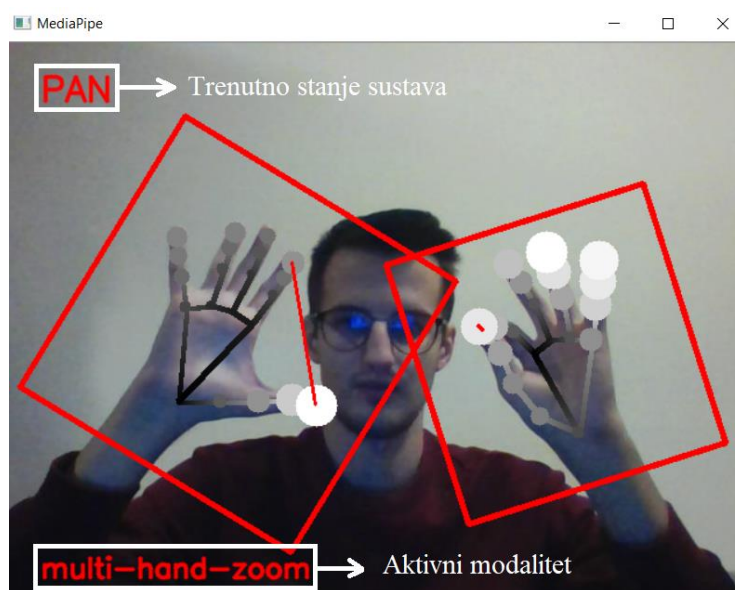 MediaPipe
PAN
Trenutno stanje sustava
multi-hand-zoom
Aktivni modalitet